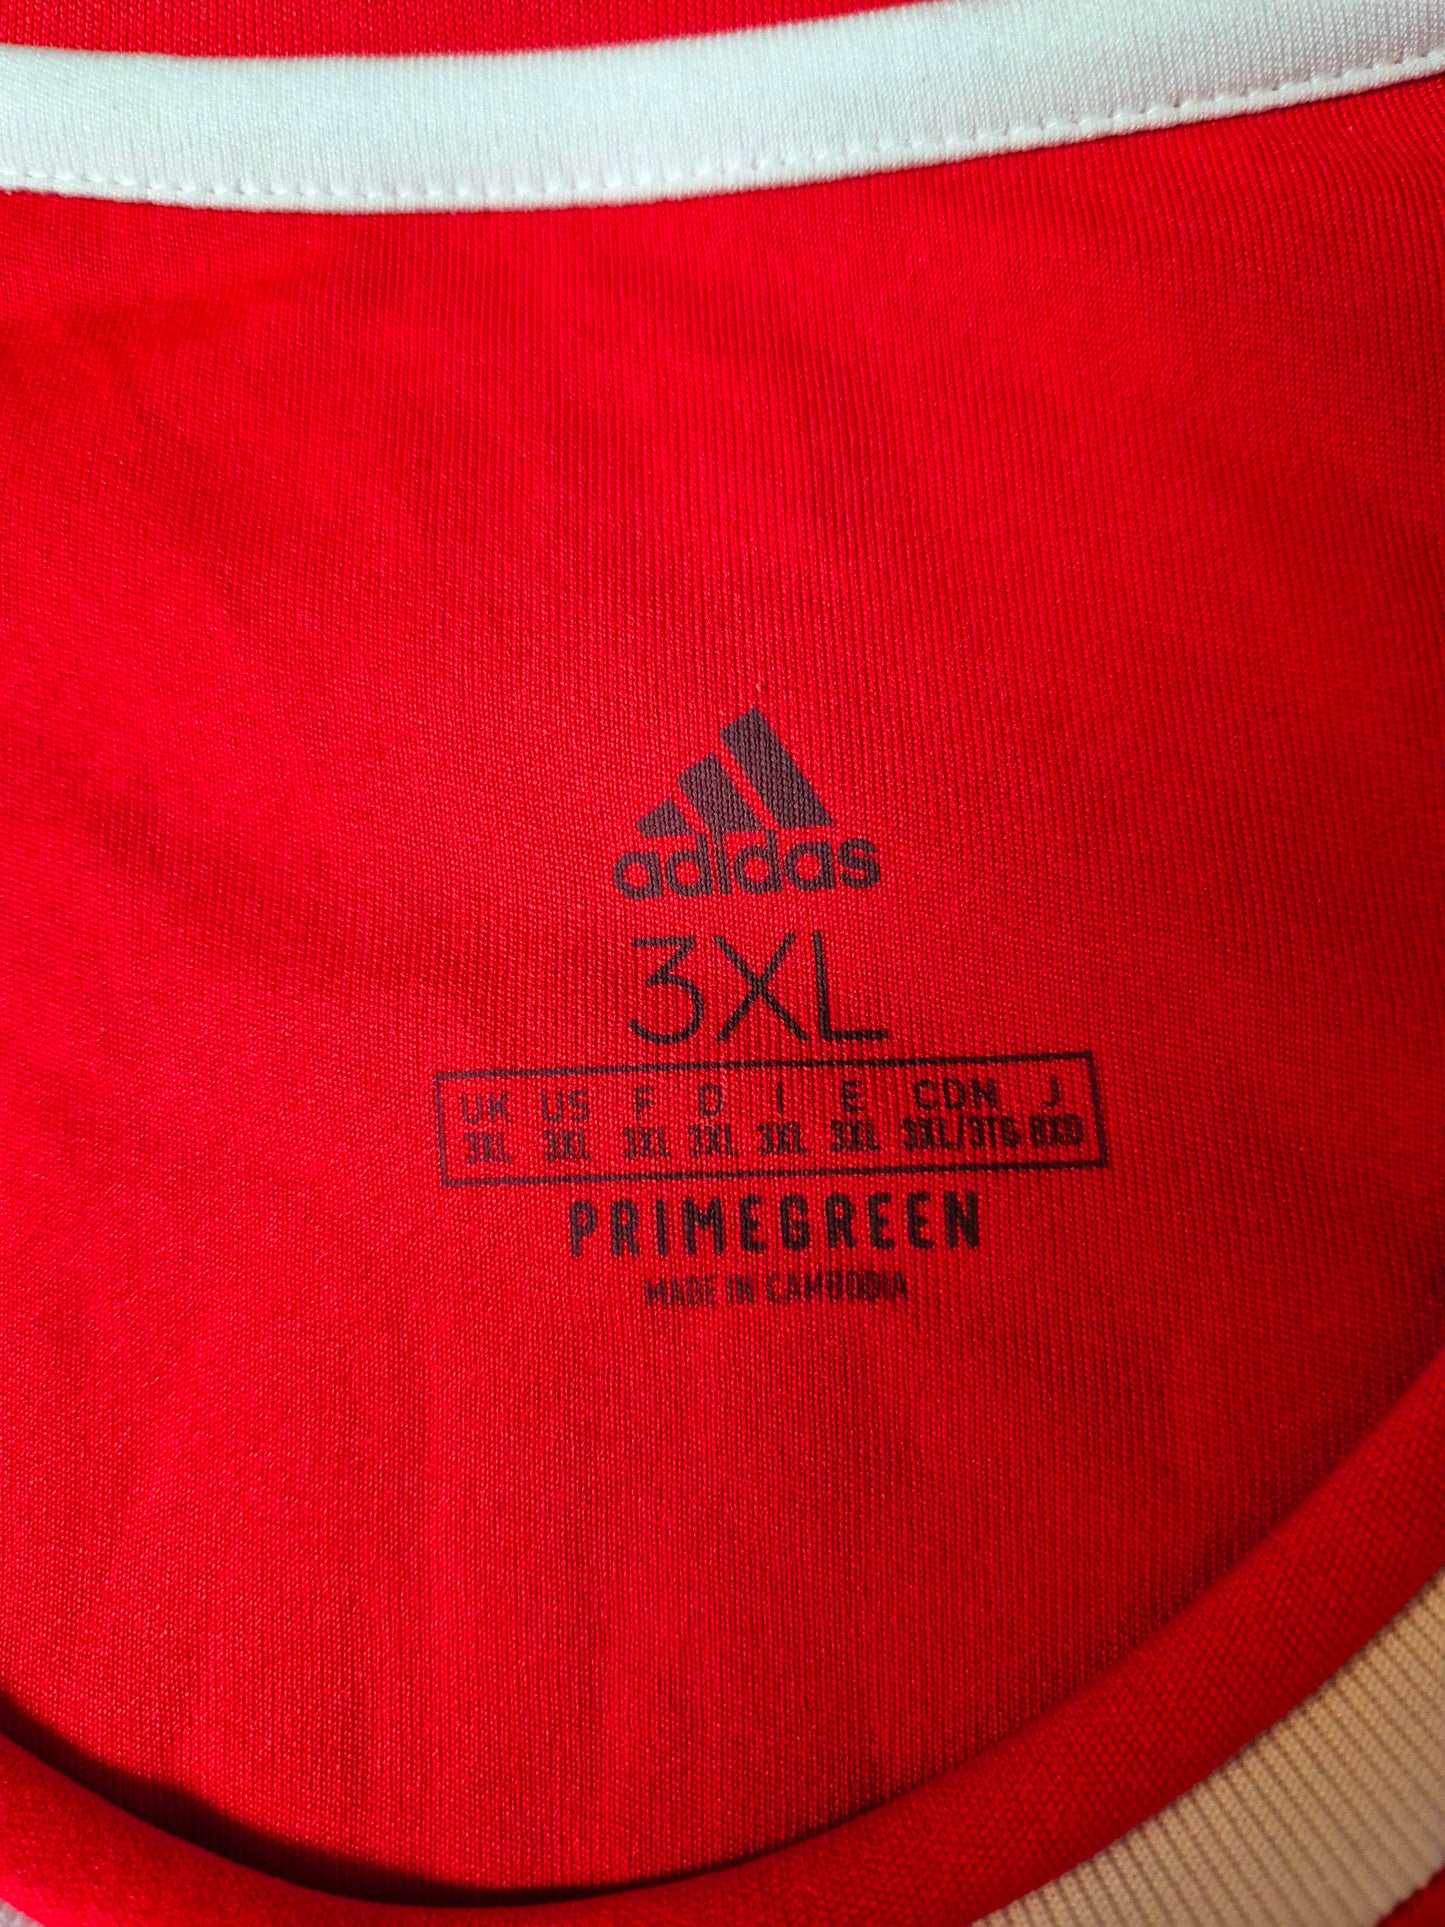 adidas
3XL
UK US F D I E CDN J
3XL 3XL 3XL 3XL 3XL 3XL 3XL/3TG 8XO
PRIMEGREEN
MADE IN CAMBODIA